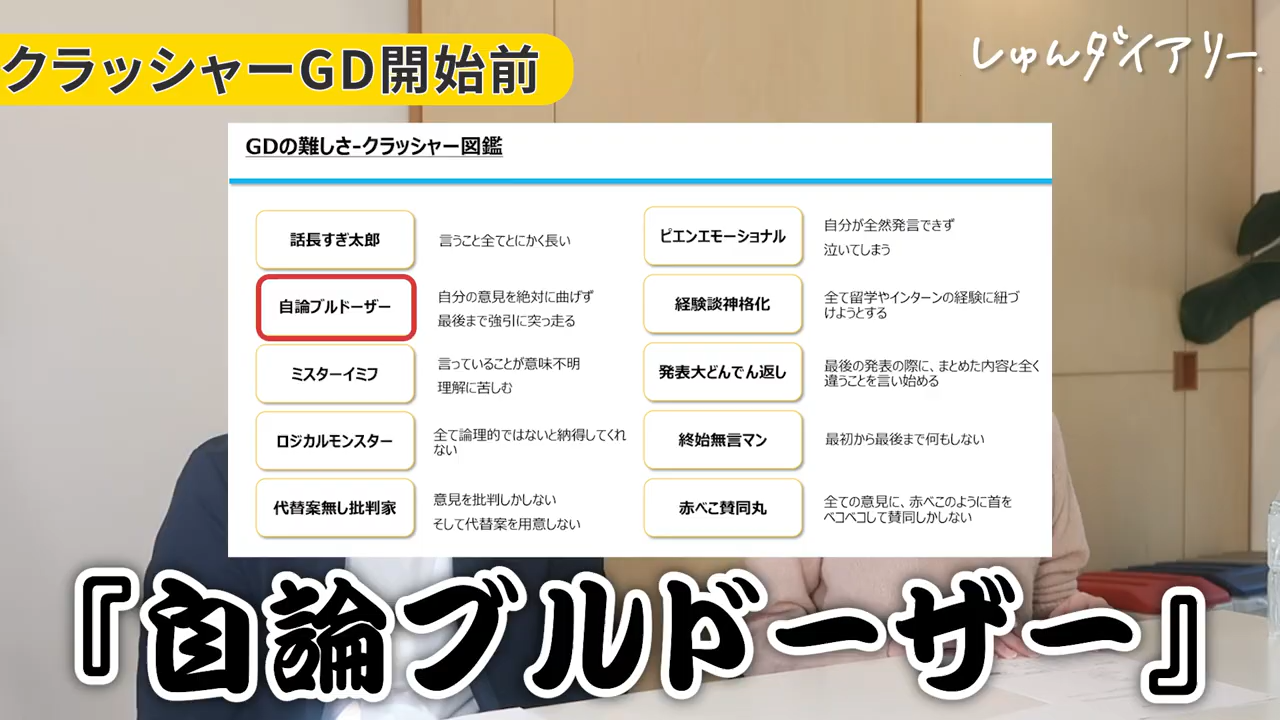 クラッシャーGD開始前
しゅんダイアリー.
GDの難しさ-クラッシャー図鑑
話長すぎ太郎
言うこと全てとにかく長い
自論ブルドーザー
自分の意見を絶対に曲げず
最後まで強引に突っ走る
ミスターイミフ
言っていることが意味不明
理解に苦しむ
ロジカルモンスター
全て論理的ではないと納得してくれ
ない
代替案無し批判家
意見を批判しかしない
そして代替案を用意しない
ピエンエモーショナル
自分が全然発言できず
泣いてしまう
経験談神格化
全て留学やインターンの経験に紐づ
けようとする
発表大どんでん返し
最後の発表の際に、まとめた内容と全く
違うことを言い始める
終始無言マン
最初から最後まで何もしない
赤べこ賛同丸
全ての意見に、赤べこのように首を
ペコペコして賛同しかしない
『自論ブルドーザー』